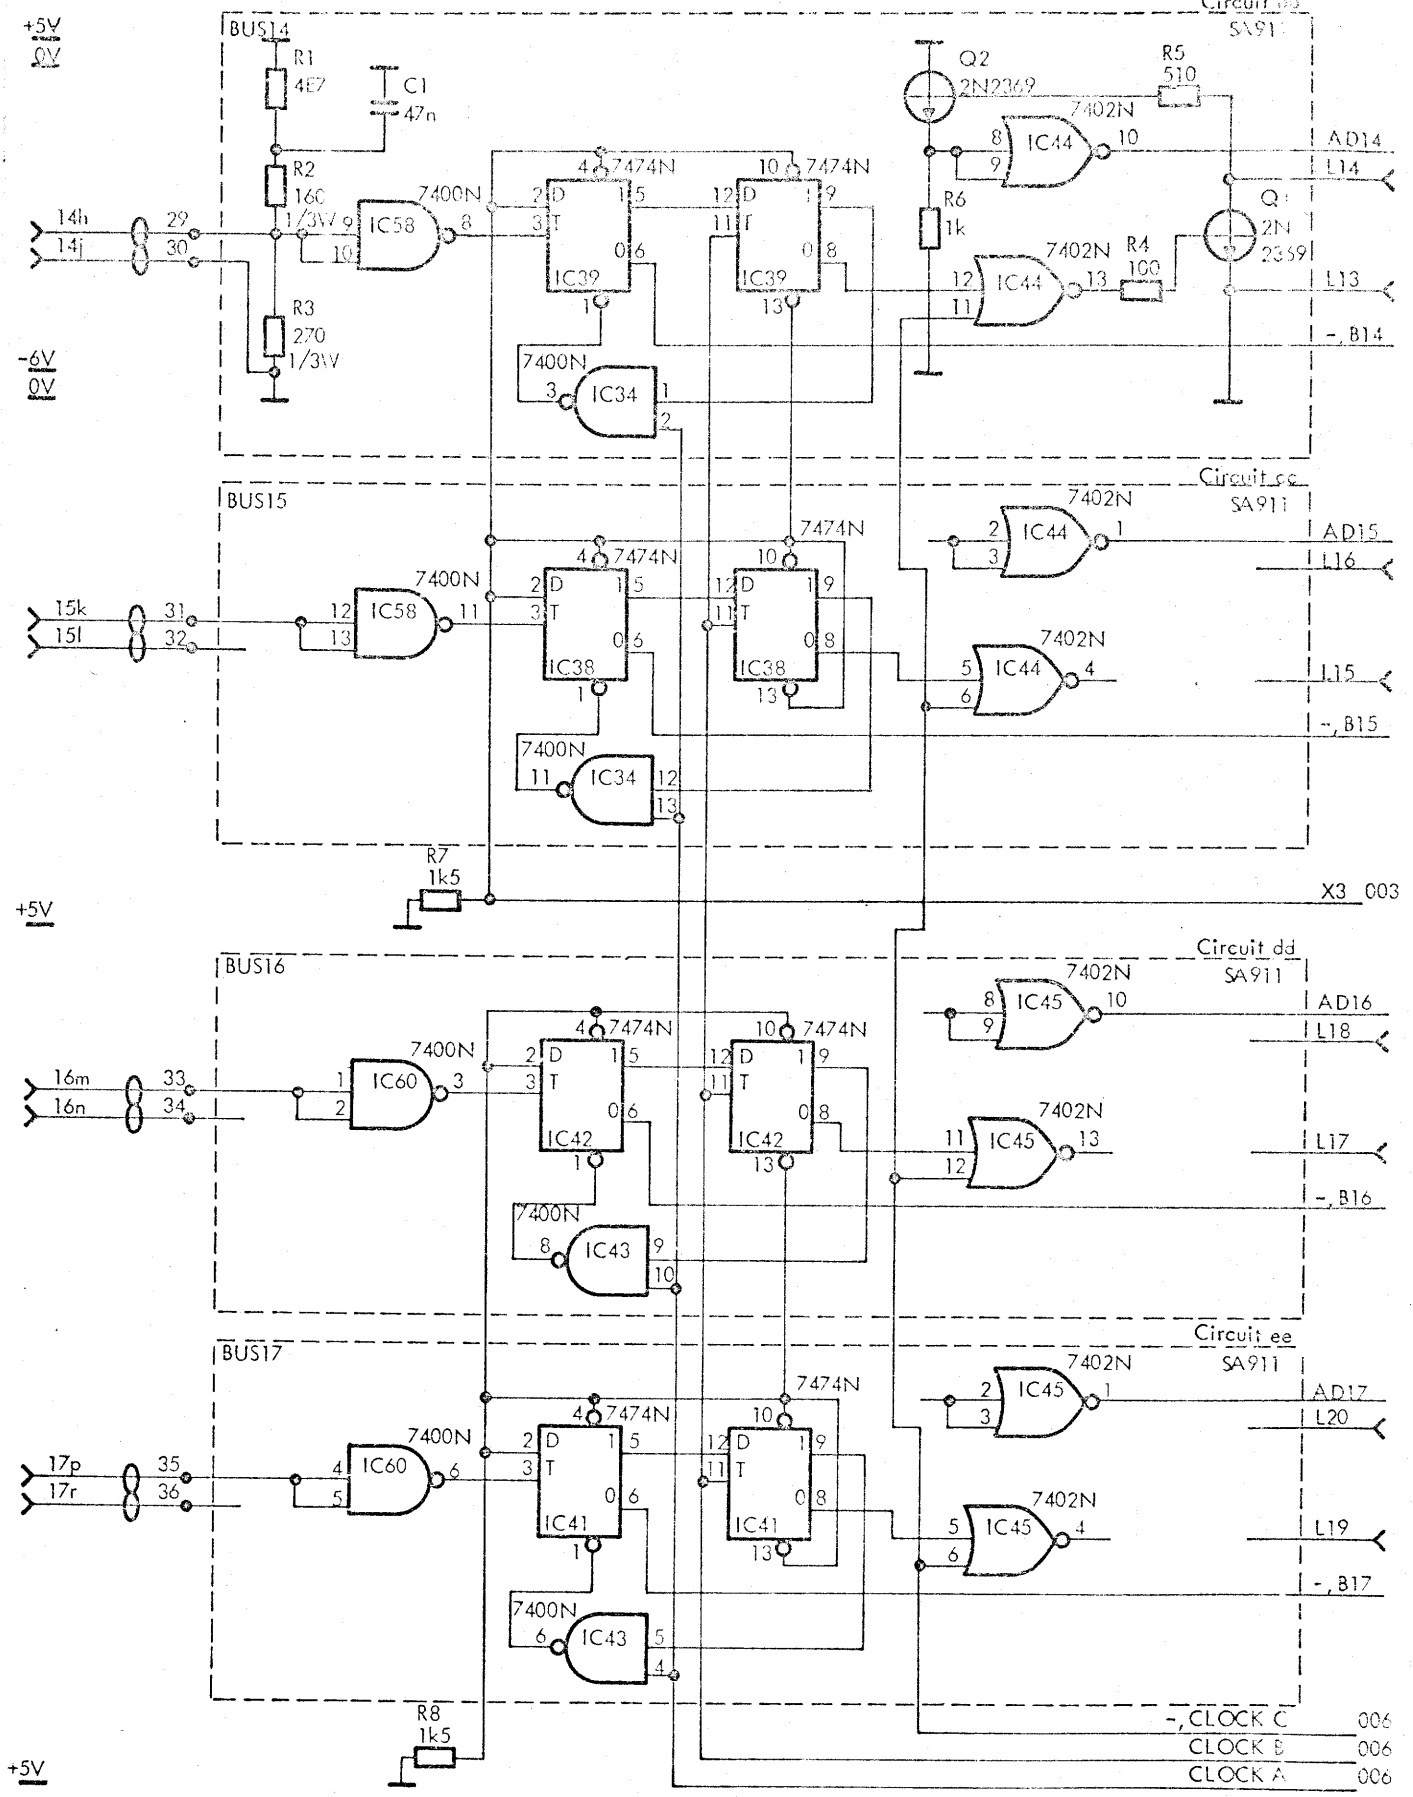 +5V
0V
BUS14
SA911
R1
4E7
C1
47n
R2
160
1/3W
14h
29
14j
30
9
10
7400N
IC58
8
4
7474N
2
D
1
5
3
T
0
6
IC39
1
10
7474N
12
D
1
9
11
T
0
8
IC39
13
Q2
2N2369
R5
510
7402N
8
9
IC44
10
AD14
L14
R6
1k
2N
2369
7402N
12
11
IC44
13
R4
100
L13
R3
270
1/3W
-6V
0V
-,B14
7400N
3
IC34
1
2
Circuit cc
SA911
BUS15
7402N
2
3
IC44
1
AD15
L16
7400N
15k
31
15l
32
12
13
IC58
11
4
7474N
2
D
1
5
3
T
0
6
IC38
1
7474N
10
12
D
1
9
11
T
0
8
IC38
13
7402N
5
6
IC44
4
L15
-,B15
7400N
11
IC34
12
13
R7
1k5
+5V
X3 003
Circuit dd
SA911
BUS16
7402N
8
9
IC45
10
AD16
L18
7400N
16m
33
16n
34
1
2
IC60
3
4
7474N
2
D
1
5
3
T
0
6
IC42
1
10
7474N
12
D
1
9
11
T
0
8
IC42
13
7402N
11
12
IC45
13
L17
-,B16
7400N
8
IC43
9
10
Circuit ee
SA911
BUS17
7402N
2
3
IC45
1
AD17
L20
7400N
17p
35
17r
36
4
5
IC60
6
4
7474N
2
D
1
5
3
T
0
6
IC41
1
7474N
10
12
D
1
9
11
T
0
8
IC41
13
7402N
5
6
IC45
4
L19
-,B17
7400N
6
IC43
5
4
R8
1k5
+5V
-,CLOCK C 006
CLOCK B 006
CLOCK A 006